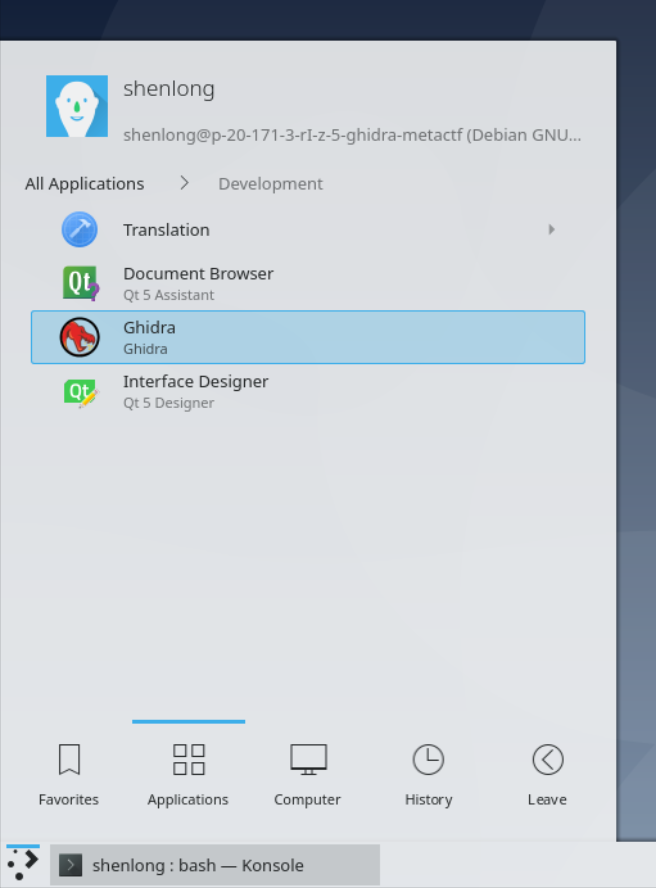 shenlong
shenlong@p-20-171-3-rI-z-5-ghidra-metactf (Debian GNU...
All Applications > Development
Translation
Document Browser
Qt 5 Assistant
Ghidra
Ghidra
Interface Designer
Qt 5 Designer
Favorites Applications Computer History Leave
shenlong : bash — Konsole